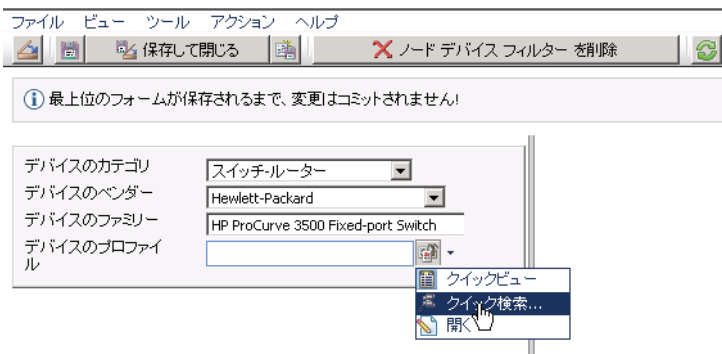 ファイル ビュー ツール アクション ヘルプ
保存して閉じる ノード デバイス フィルター を削除
最上位のフォームが保存されるまで、変更はコミットされません!
デバイスのカテゴリ スイッチ-ルーター
デバイスのベンダー Hewlett-Packard
デバイスのファミリー HP ProCurve 3500 Fixed-port Switch
デバイスのプロファイ
ル
クイックビュー
クイック検索...
開く